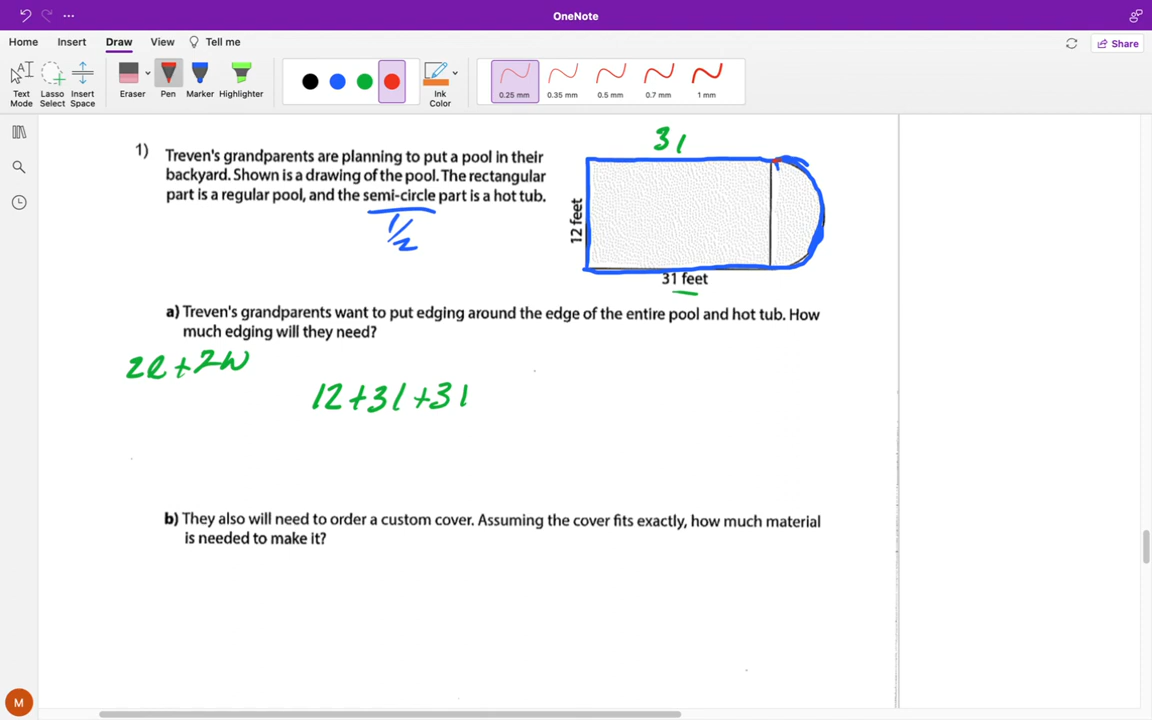 OneNote
Home Insert Draw View Tell me
Share
Text Mode
Lasso Select
Insert Space
Eraser
Pen
Marker
Highlighter
Ink Color
0.25 mm
0.35 mm
0.5 mm
0.7 mm
1 mm
31
1) Treven's grandparents are planning to put a pool in their
backyard. Shown is a drawing of the pool. The rectangular
part is a regular pool, and the semi-circle part is a hot tub.
1/2
12 feet
31 feet
a) Treven's grandparents want to put edging around the edge of the entire pool and hot tub. How
much edging will they need?
2l + 2w
12 + 31 + 31
b) They also will need to order a custom cover. Assuming the cover fits exactly, how much material
is needed to make it?
M